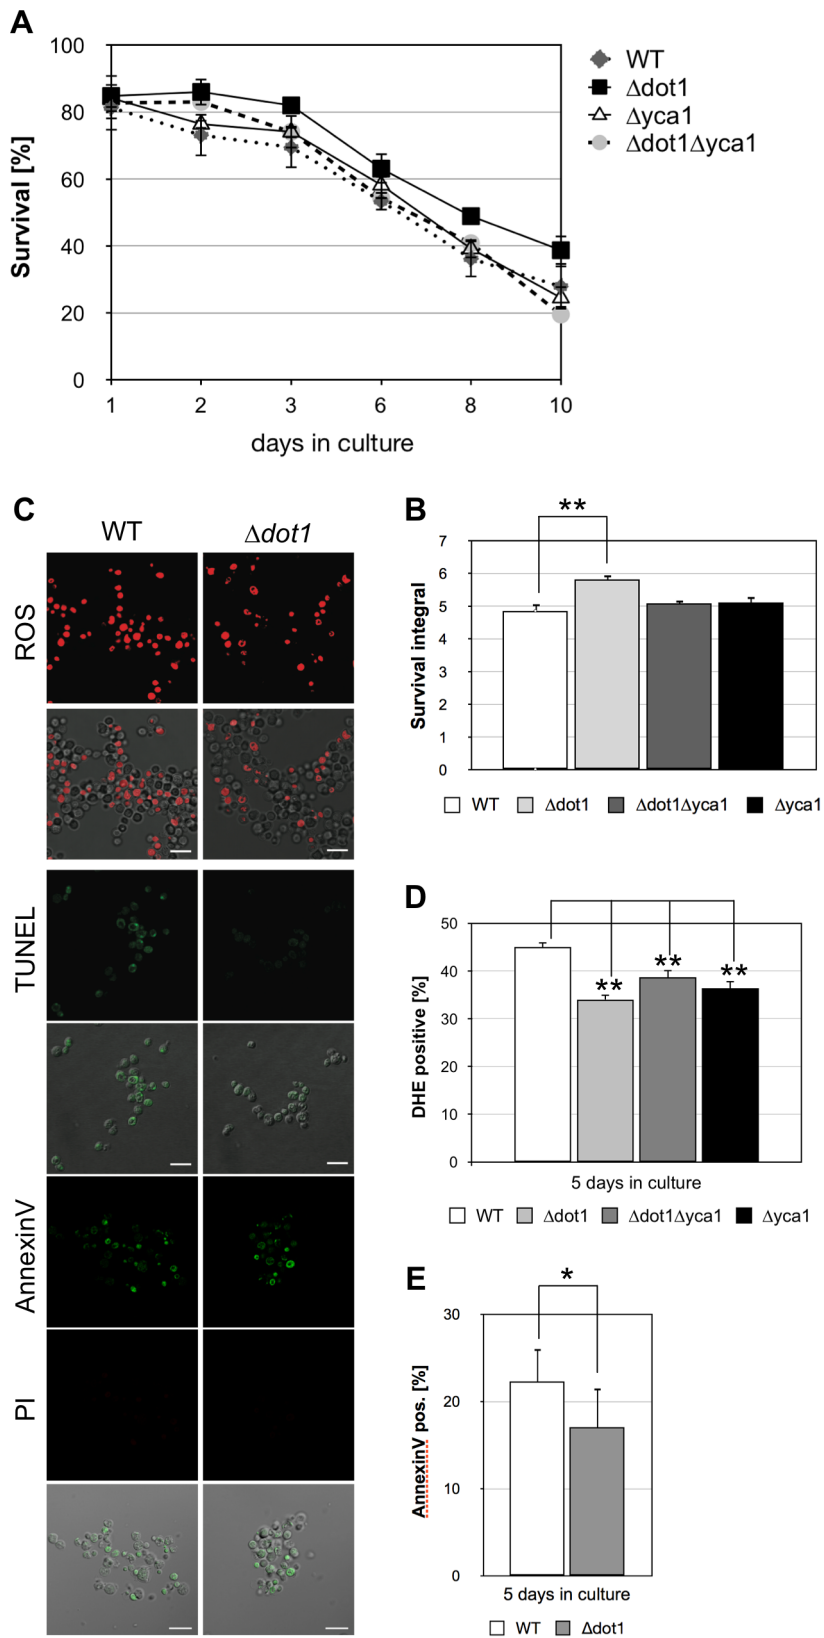 A
Survival [%]
100
80
60
40
20
0
1 2 3 6 8 10
days in culture
WT
Δdot1
Δyca1
Δdot1Δyca1
C
WT Δdot1
ROS
TUNEL
AnnexinV
PI
B
**
Survival integral
7
6
5
4
3
2
1
0
WT Δdot1 Δdot1Δyca1 Δyca1
D
DHE positive [%]
50
40
30
20
10
0
** ** **
5 days in culture
WT Δdot1 Δdot1Δyca1 Δyca1
E
*
AnnexinV pos. [%]
30
20
10
0
5 days in culture
WT Δdot1